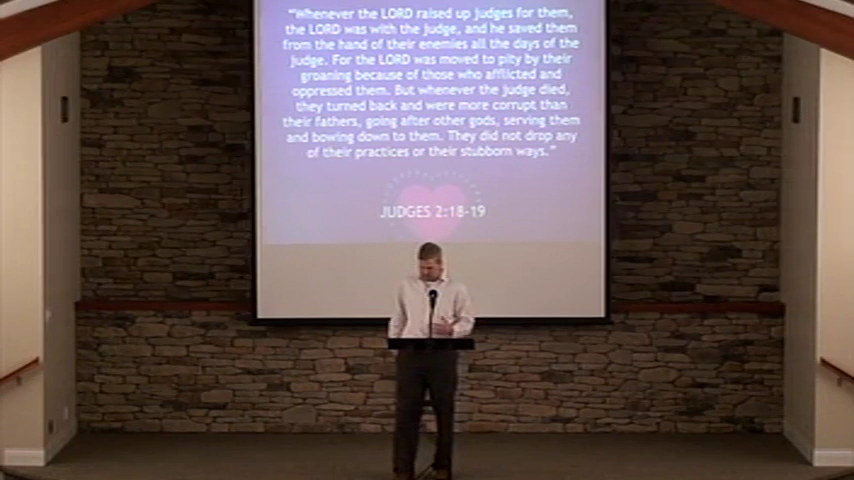 “Whenever the LORD raised up judges for them,
the LORD was with the judge, and he saved them
from the hand of their enemies all the days of the
judge. For the LORD was moved to pity by their
groaning because of those who afflicted and
oppressed them. But whenever the judge died,
they turned back and were more corrupt than
their fathers, going after other gods, serving them
and bowing down to them. They did not drop any
of their practices or their stubborn ways.”
JUDGES 2:18-19